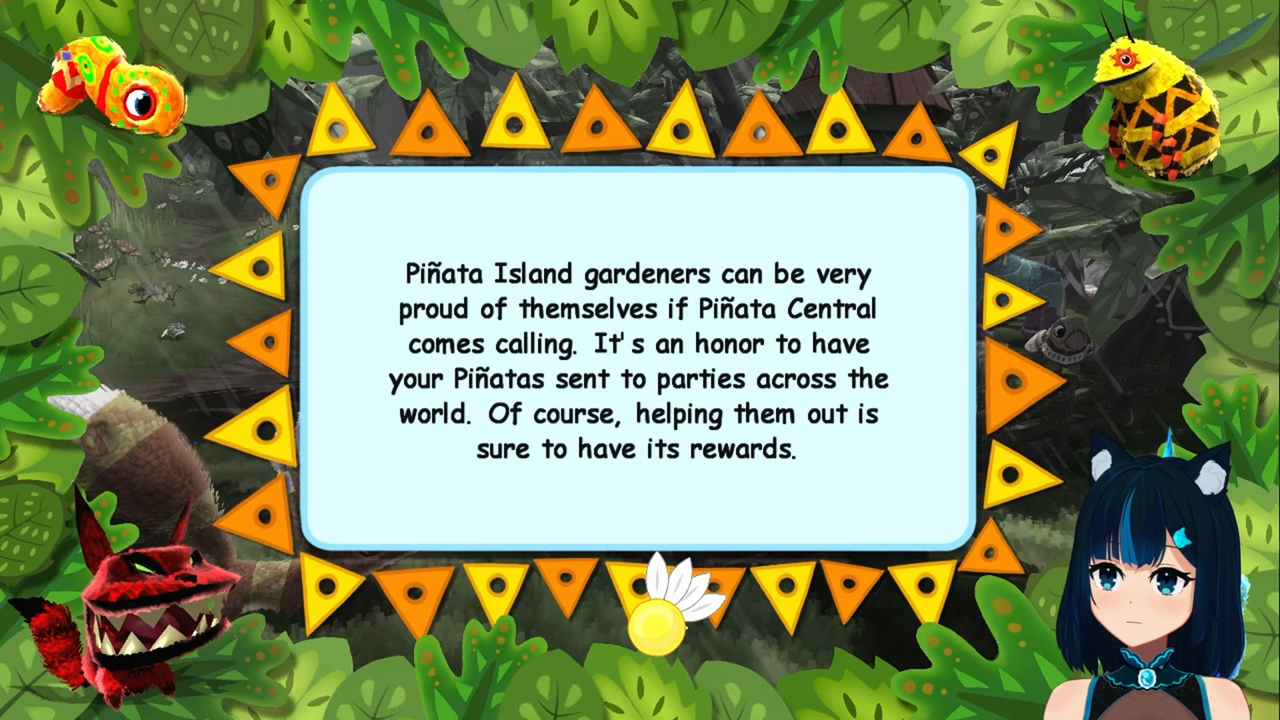 Piñata Island gardeners can be very
proud of themselves if Piñata Central
comes calling. It's an honor to have
your Piñatas sent to parties across the
world. Of course, helping them out is
sure to have its rewards.